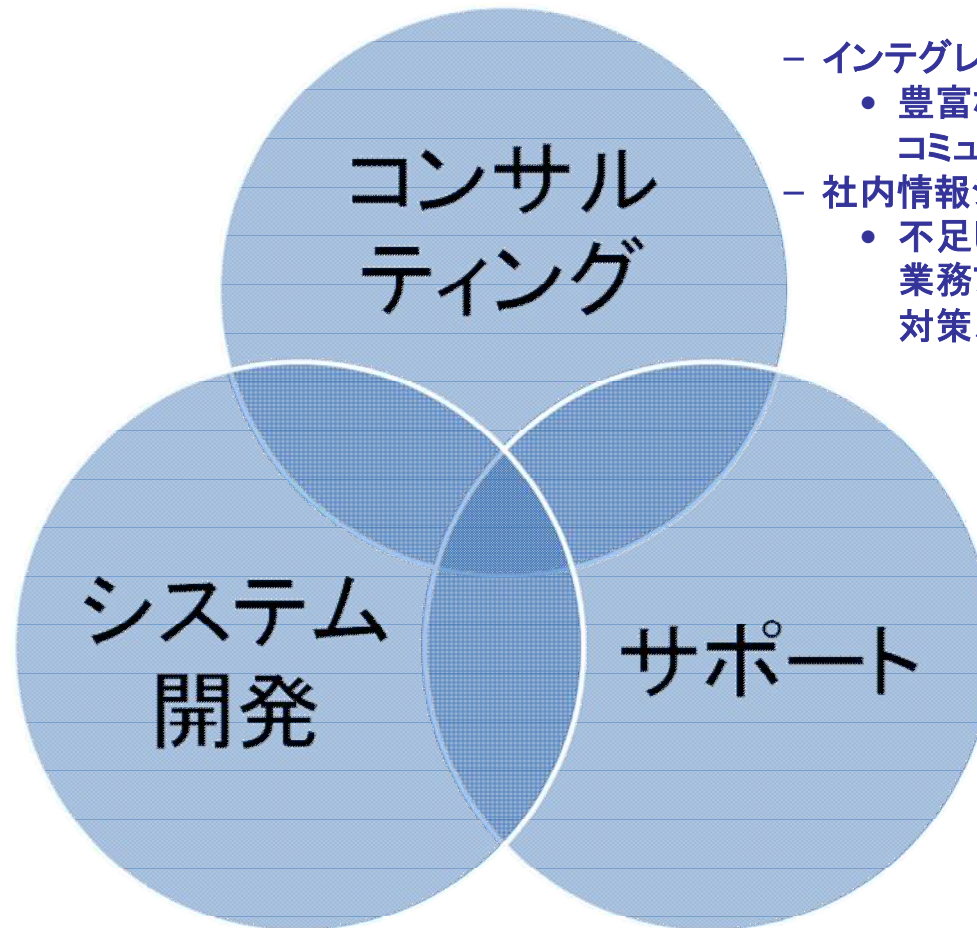 コンサル
ティング
システム
開発
サポート
– インテグレ
• 豊富
コミュ
– 社内情報
• 不足
業務
対策